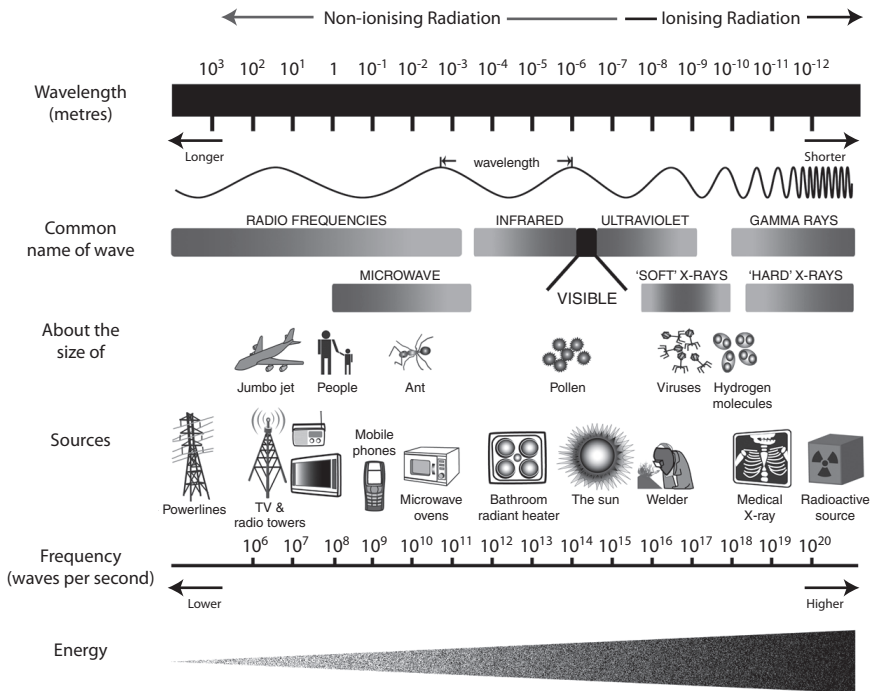 Non-ionising Radiation Ionising Radiation
10³ 10² 10¹ 1 10⁻¹ 10⁻² 10⁻³ 10⁻⁴ 10⁻⁵ 10⁻⁶ 10⁻⁷ 10⁻⁸ 10⁻⁹ 10⁻¹⁰ 10⁻¹¹ 10⁻¹²
Wavelength
(metres)
Longer Shorter
wavelength
Common
name of wave
RADIO FREQUENCIES INFRARED ULTRAVIOLET GAMMA RAYS
MICROWAVE 'SOFT' X-RAYS 'HARD' X-RAYS
VISIBLE
About the
size of
Jumbo jet People Ant Pollen Viruses Hydrogen
molecules
Sources
Powerlines
TV &
radio towers
Mobile
phones
Microwave
ovens
Bathroom
radiant heater
The sun
Welder
Medical
X-ray
Radioactive
source
Frequency
(waves per second)
10⁶ 10⁷ 10⁸ 10⁹ 10¹⁰ 10¹¹ 10¹² 10¹³ 10¹⁴ 10¹⁵ 10¹⁶ 10¹⁷ 10¹⁸ 10¹⁹ 10²⁰
Lower Higher
Energy